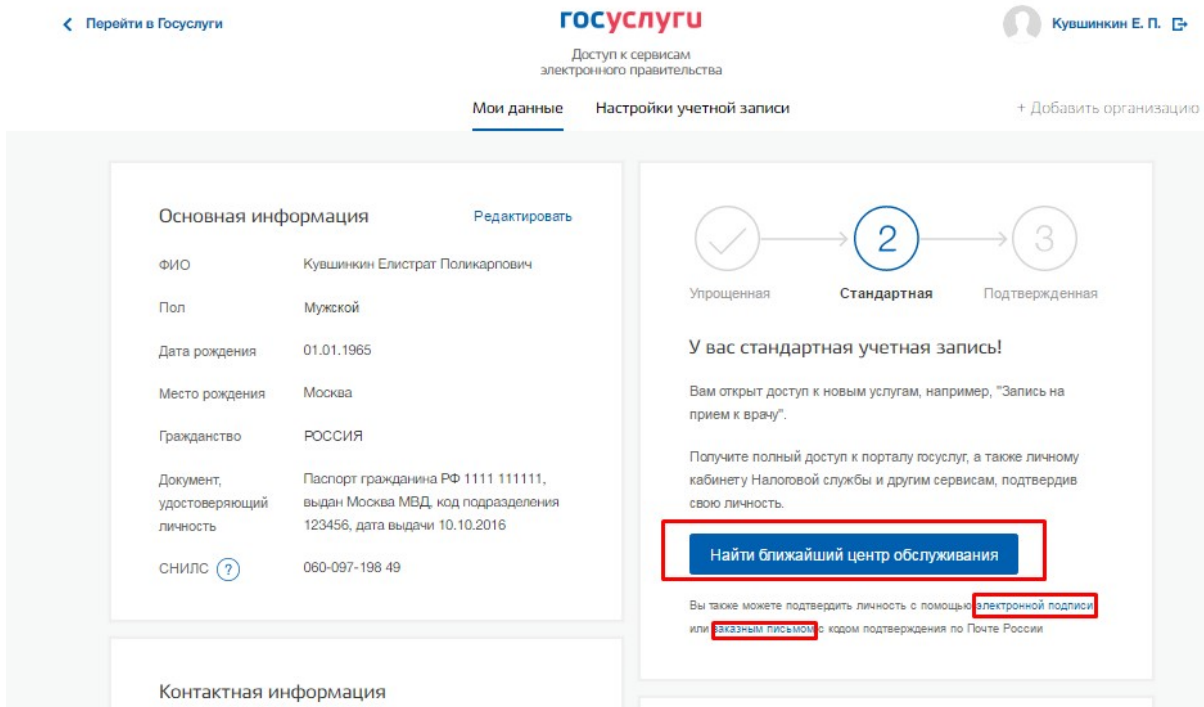 Перейти в Госуслуги
госуслуги
Кувшинкин Е. П.
Доступ к сервисам
электронного правительства
Мои данные
Настройки учетной записи
+ Добавить организацию
Основная информация
Редактировать
ФИО
Кувшинкин Елистрат Поликарпович
Пол
Мужской
Дата рождения
01.01.1965
Место рождения
Москва
Гражданство
РОССИЯ
Документ,
удостоверяющий
личность
Паспорт гражданина РФ 1111 111111,
выдан Москва МВД, код подразделения
123456, дата выдачи 10.10.2016
СНИЛС ?
060-097-198 49
Контактная информация
2
3
Упрощенная
Стандартная
Подтвержденная
У вас стандартная учетная запись!
Вам открыт доступ к новым услугам, например, "Запись на
прием к врачу".
Получите полный доступ к порталу госуслуг, а также личному
кабинету Налоговой службы и другим сервисам, подтвердив
свою личность.
Найти ближайший центр обслуживания
Вы также можете подтвердить личность с помощью электронной подписи
или заказным письмом с кодом подтверждения по Почте России